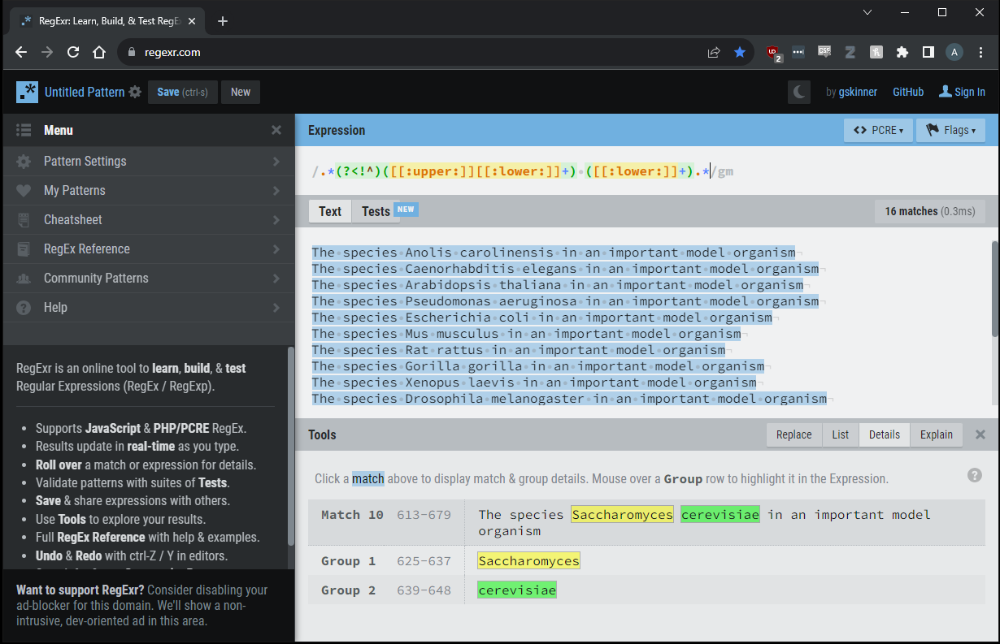 RegExr: Learn, Build, & Test RegE
regexr.com
UD 2
A
.*
Untitled Pattern
Save (ctrl-s)
New
by gskinner
GitHub
Sign In
Menu
Pattern Settings
My Patterns
Cheatsheet
RegEx Reference
Community Patterns
Help
RegExr is an online tool to learn, build, & test
Regular Expressions (RegEx / RegExp).
• Supports JavaScript & PHP/PCRE RegEx.
• Results update in real-time as you type.
• Roll over a match or expression for details.
• Validate patterns with suites of Tests.
• Save & share expressions with others.
• Use Tools to explore your results.
• Full RegEx Reference with help & examples.
• Undo & Redo with ctrl-Z / Y in editors.
Want to support RegExr? Consider disabling your
ad-blocker for this domain. We'll show a non-
intrusive, dev-oriented ad in this area.
Expression
<> PCRE
Flags
/.*(?<!^)([[:upper:]][[:lower:]]+)·([[:lower:]]+).*/gm
Text
Tests NEW
16 matches (0.3ms)
The·species·Anolis·carolinensis·in·an·important·model·organism¬
The·species·Caenorhabditis·elegans·in·an·important·model·organism¬
The·species·Arabidopsis·thaliana·in·an·important·model·organism¬
The·species·Pseudomonas·aeruginosa·in·an·important·model·organism¬
The·species·Escherichia·coli·in·an·important·model·organism¬
The·species·Mus·musculus·in·an·important·model·organism¬
The·species·Rat·rattus·in·an·important·model·organism¬
The·species·Gorilla·gorilla·in·an·important·model·organism¬
The·species·Xenopus·laevis·in·an·important·model·organism¬
The·species·Drosophila·melanogaster·in·an·important·model·organism¬
Tools
Replace
List
Details
Explain
Click a match above to display match & group details. Mouse over a Group row to highlight it in the Expression.
Match 10 613-679 The species Saccharomyces cerevisiae in an important model
organism
Group 1 625-637 Saccharomyces
Group 2 639-648 cerevisiae